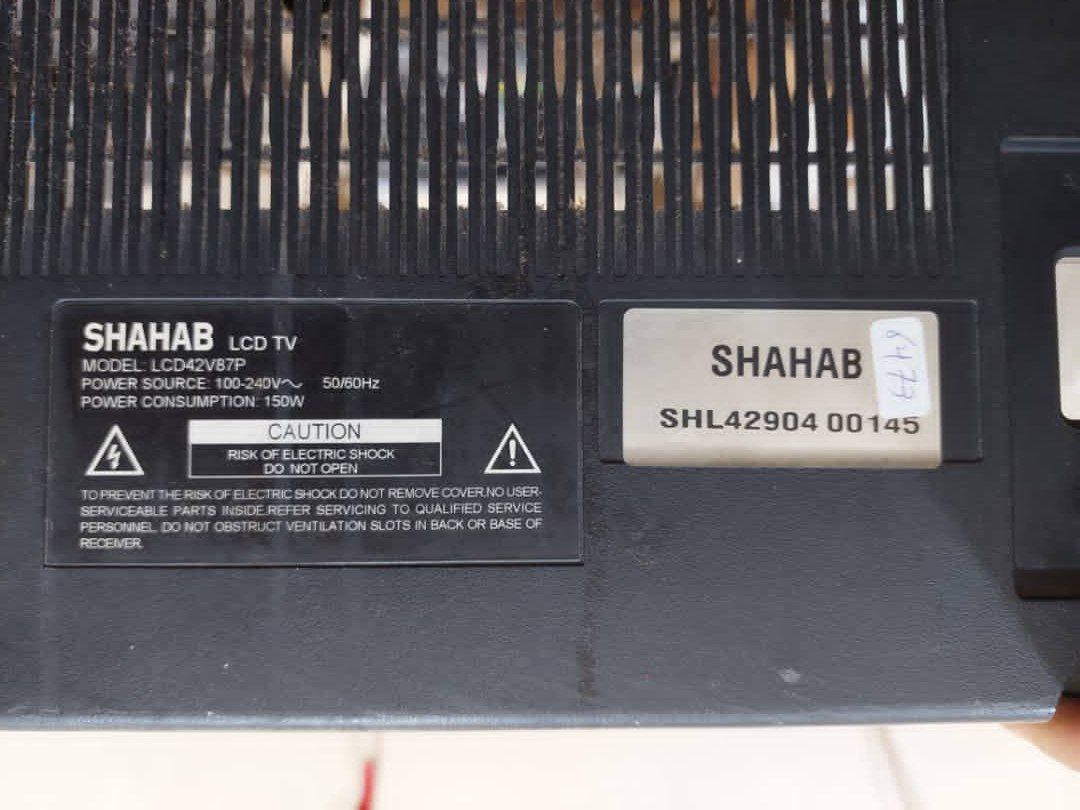 SHAHAB LCD TV
MODEL: LCD42V87P
POWER SOURCE: 100-240V～ 50/60Hz
POWER CONSUMPTION: 150W
CAUTION
RISK OF ELECTRIC SHOCK
DO NOT OPEN
TO PREVENT THE RISK OF ELECTRIC SHOCK DO NOT REMOVE COVER.NO USER-
SERVICEABLE PARTS INSIDE.REFER SERVICING TO QUALIFIED SERVICE
PERSONNEL. DO NOT OBSTRUCT VENTILATION SLOTS IN BACK OR BASE OF
RECEIVER.
SHAHAB
SHL42904 00145
6477